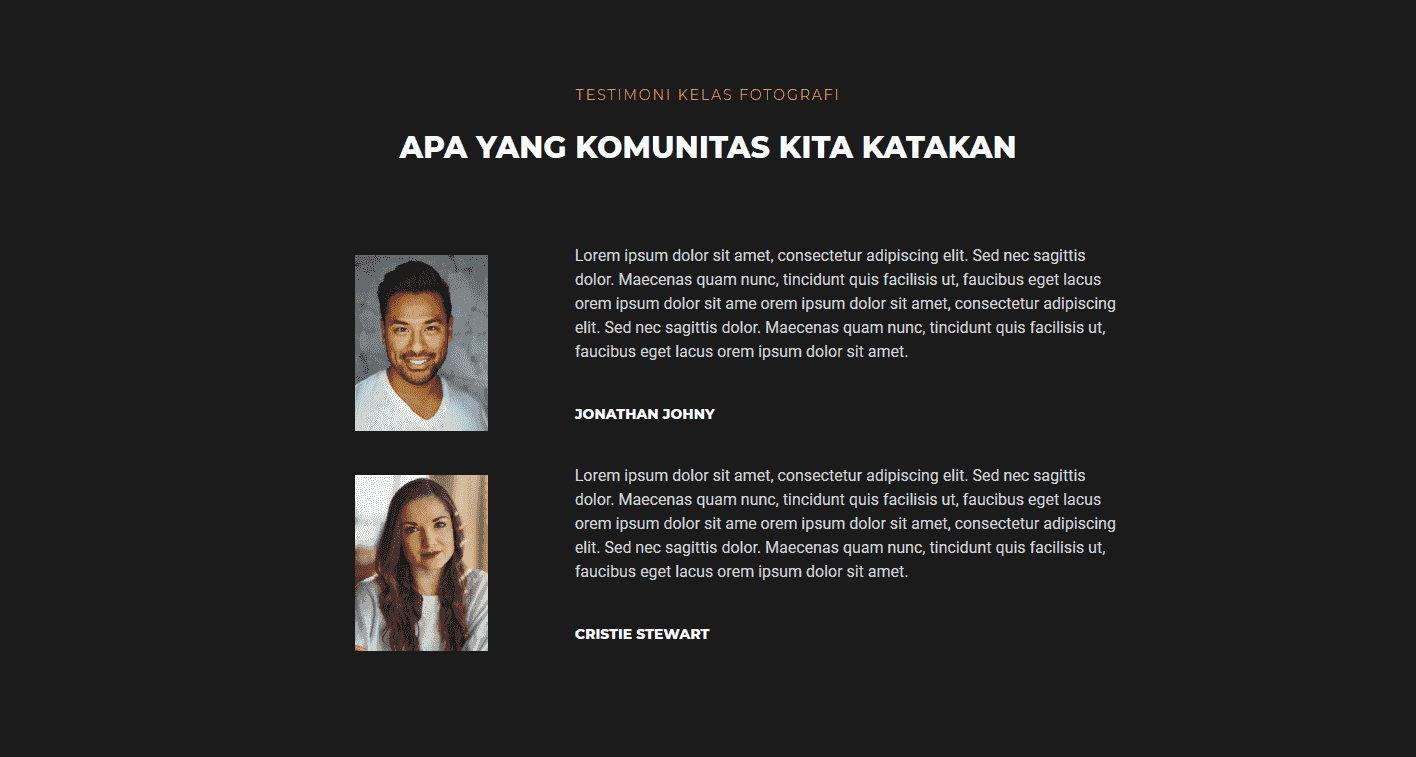 TESTIMONI KELAS FOTOGRAFI
APA YANG KOMUNITAS KITA KATAKAN
Lorem ipsum dolor sit amet, consectetur adipiscing elit. Sed nec sagittis
dolor. Maecenas quam nunc, tincidunt quis facilisis ut, faucibus eget lacus
orem ipsum dolor sit ame orem ipsum dolor sit amet, consectetur adipiscing
elit. Sed nec sagittis dolor. Maecenas quam nunc, tincidunt quis facilisis ut,
faucibus eget lacus orem ipsum dolor sit amet.
JONATHAN JOHNY
Lorem ipsum dolor sit amet, consectetur adipiscing elit. Sed nec sagittis
dolor. Maecenas quam nunc, tincidunt quis facilisis ut, faucibus eget lacus
orem ipsum dolor sit ame orem ipsum dolor sit amet, consectetur adipiscing
elit. Sed nec sagittis dolor. Maecenas quam nunc, tincidunt quis facilisis ut,
faucibus eget lacus orem ipsum dolor sit amet.
CRISTIE STEWART